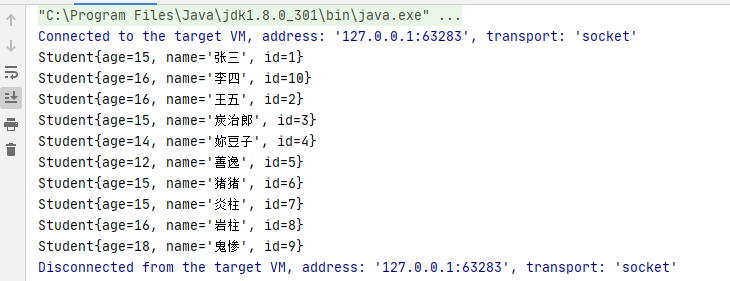 "C:\Program Files\Java\jdk1.8.0_301\bin\java.exe" ...
Connected to the target VM, address: '127.0.0.1:63283', transport: 'socket'
Student{age=15, name='张三', id=1}
Student{age=16, name='李四', id=10}
Student{age=16, name='王五', id=2}
Student{age=15, name='炭治郎', id=3}
Student{age=14, name='妳豆子', id=4}
Student{age=12, name='善逸', id=5}
Student{age=15, name='猪猪', id=6}
Student{age=15, name='炎柱', id=7}
Student{age=16, name='岩柱', id=8}
Student{age=18, name='鬼惨', id=9}
Disconnected from the target VM, address: '127.0.0.1:63283', transport: 'socket'